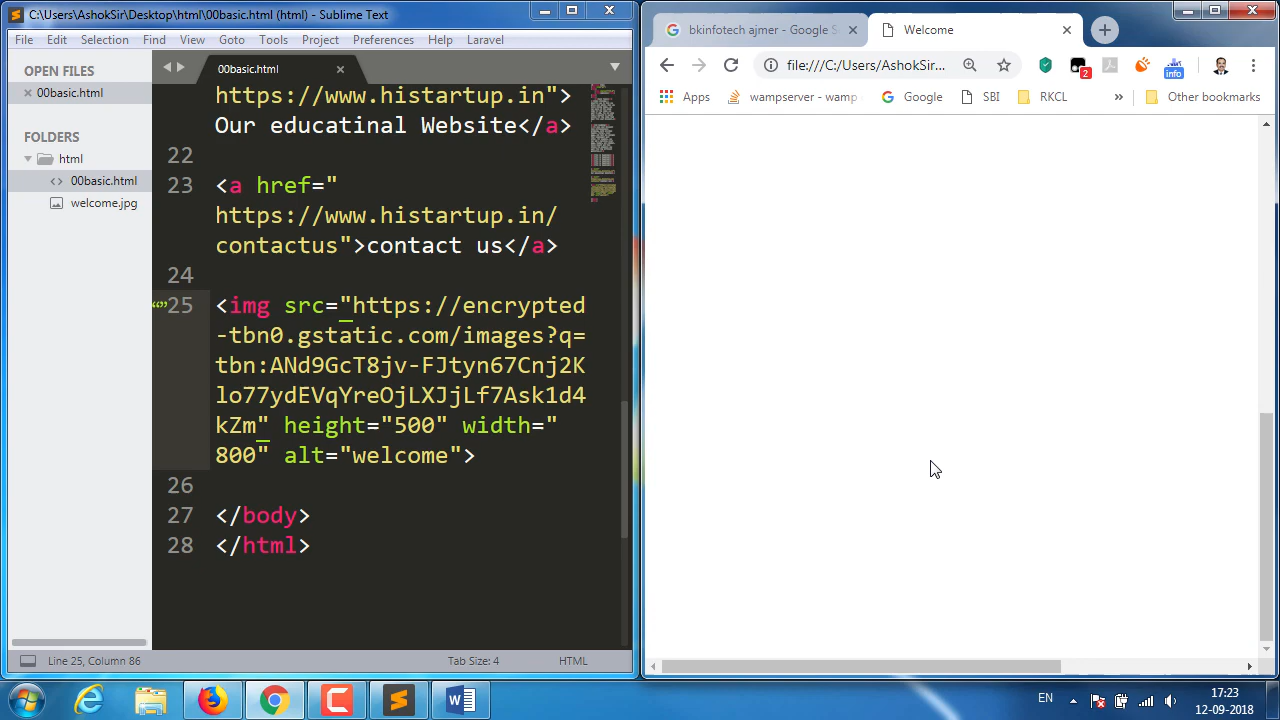 C:\Users\AshokSir\Desktop\html\00basic.html (html) - Sublime Text
File Edit Selection Find View Goto Tools Project Preferences Help Laravel
OPEN FILES
00basic.html
FOLDERS
html
00basic.html
welcome.jpg
00basic.html
https://www.histartup.in">
Our educatinal Website</a>
22
23 <a href="
https://www.histartup.in/
contactus">contact us</a>
24
25 <img src="https://encrypted
-tbn0.gstatic.com/images?q=
tbn:ANd9GcT8jv-FJtyn67Cnj2K
lo77ydEVqYreOjLXJjLf7Ask1d4
kZm" height="500" width="
800" alt="welcome">
26
27 </body>
28 </html>
Line 25, Column 86 Tab Size: 4 HTML
bkinfotech ajmer - Google S
Welcome
file:///C:/Users/AshokSir...
2
info
Apps wampserver - wamp Google SBI RKCL » Other bookmarks
EN
17:23
12-09-2018